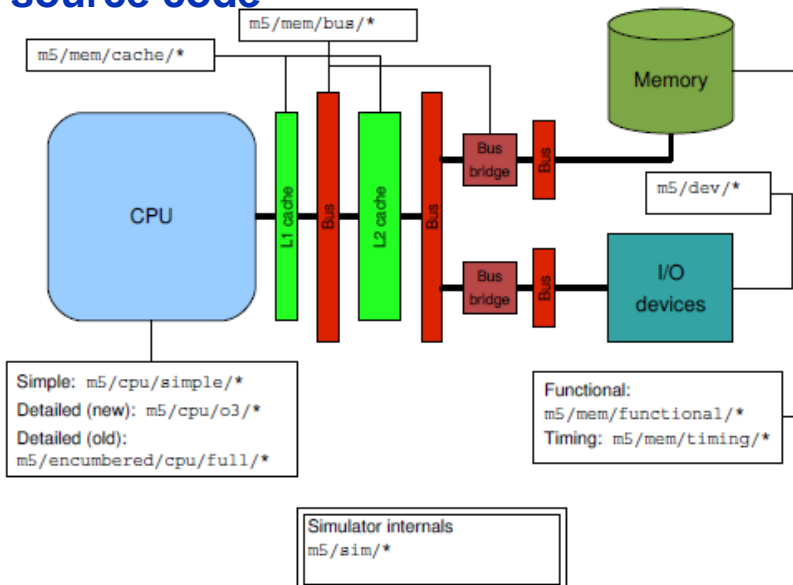 source code
m5/mem/bus/*
m5/mem/cache/*
Memory
CPU
L1 cache
Bus
L2 cache
Bus
Bus
bridge
Bus
m5/dev/*
Bus
bridge
Bus
I/O
devices
Simple: m5/cpu/simple/*
Detailed (new): m5/cpu/o3/*
Detailed (old):
m5/encumbered/cpu/full/*
Functional:
m5/mem/functional/*
Timing: m5/mem/timing/*
Simulator internals
m5/sim/*